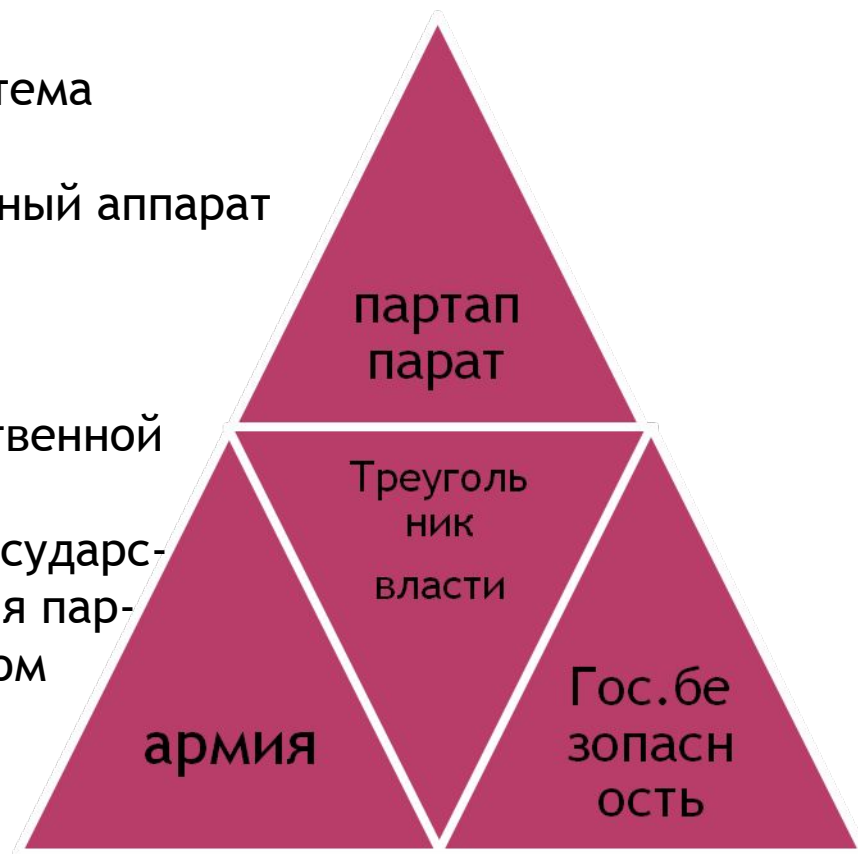 тема
ный аппарат
твенной
сударс-
я пар-
ом
партап
парат
Треуголь
ник
власти
армия
Гос.бе
зопасн
ость